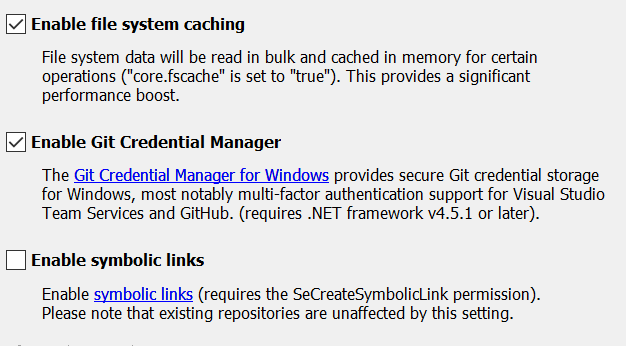 Enable file system caching
File system data will be read in bulk and cached in memory for certain
operations ("core.fscache" is set to "true"). This provides a significant
performance boost.
Enable Git Credential Manager
The Git Credential Manager for Windows provides secure Git credential storage
for Windows, most notably multi-factor authentication support for Visual Studio
Team Services and GitHub. (requires .NET framework v4.5.1 or later).
Enable symbolic links
Enable symbolic links (requires the SeCreateSymbolicLink permission).
Please note that existing repositories are unaffected by this setting.